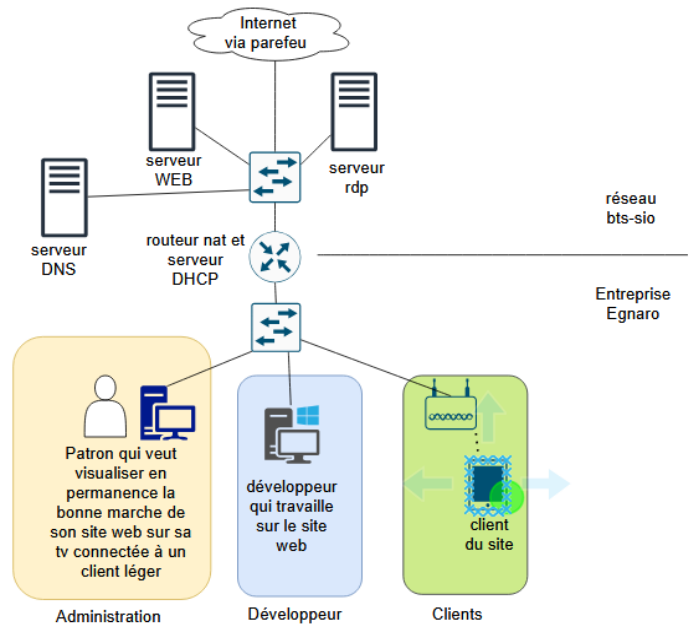 Internet
via parefeu
serveur
WEB
serveur
rdp
serveur
DNS
routeur nat et
serveur
DHCP
réseau
bts-sio
Entreprise
Egnaro
Patron qui veut
visualiser en
permanence la
bonne marche de
son site web sur sa
tv connectée à un
client léger
développeur
qui travaille
sur le site
web
client
du site
Administration
Développeur
Clients